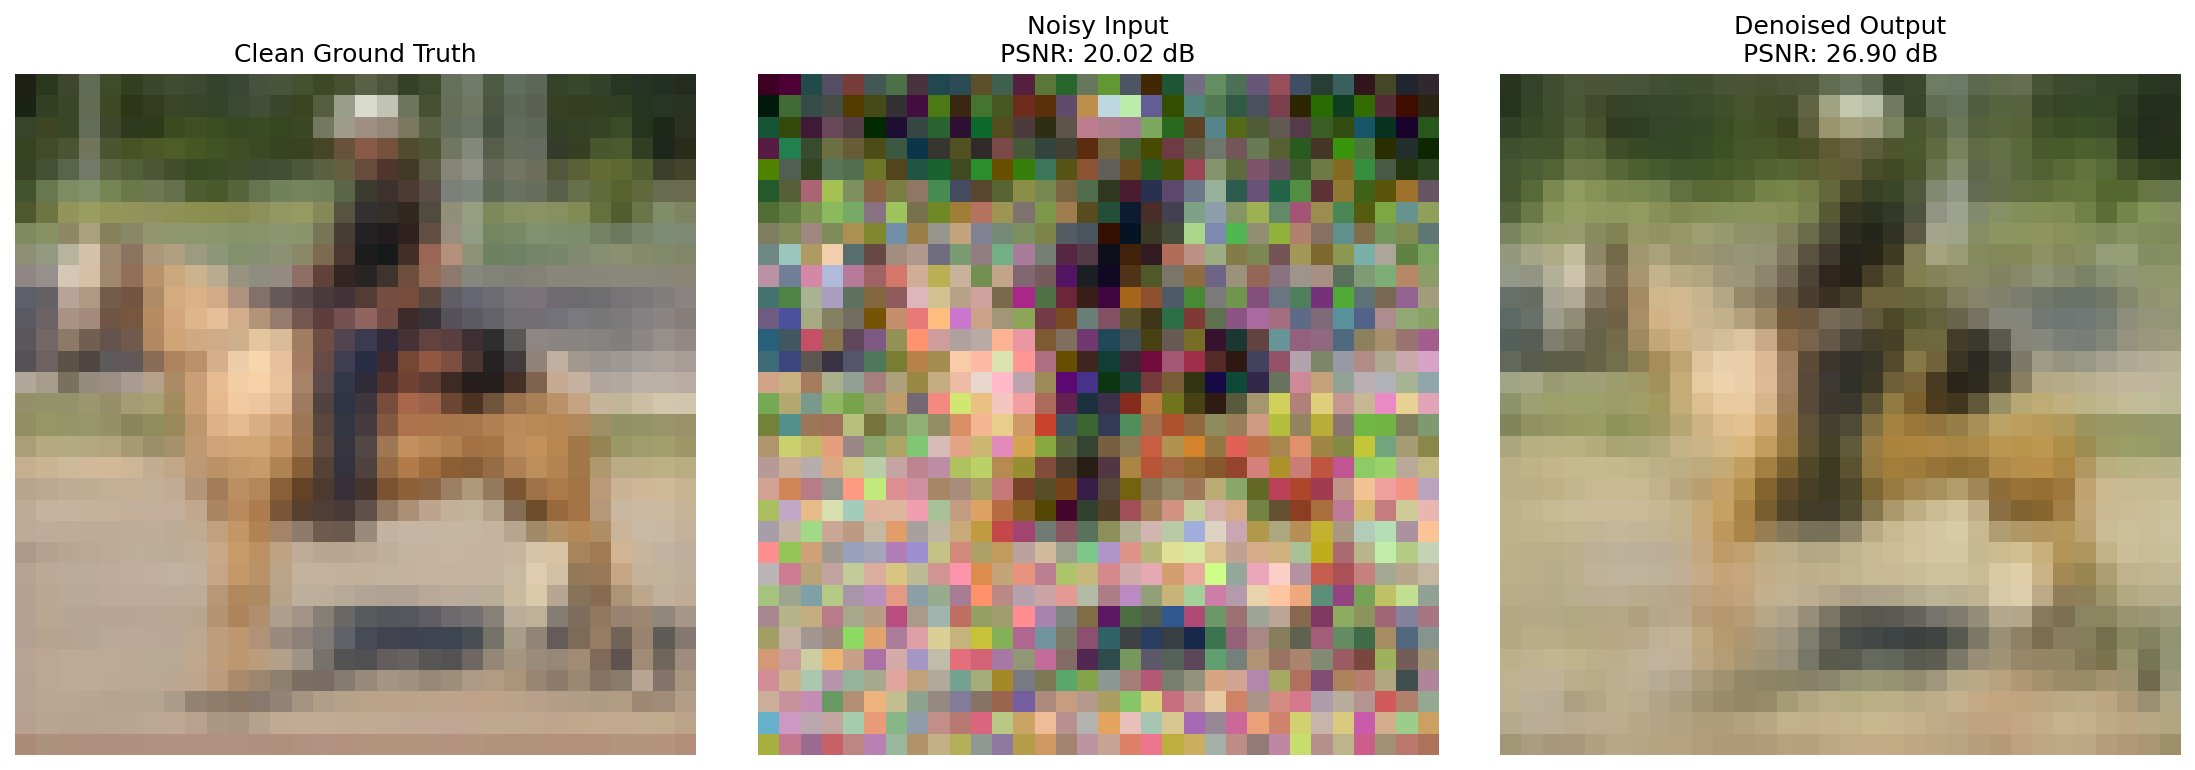 Clean Ground Truth
Noisy Input
PSNR: 20.02 dB
Denoised Output
PSNR: 26.90 dB